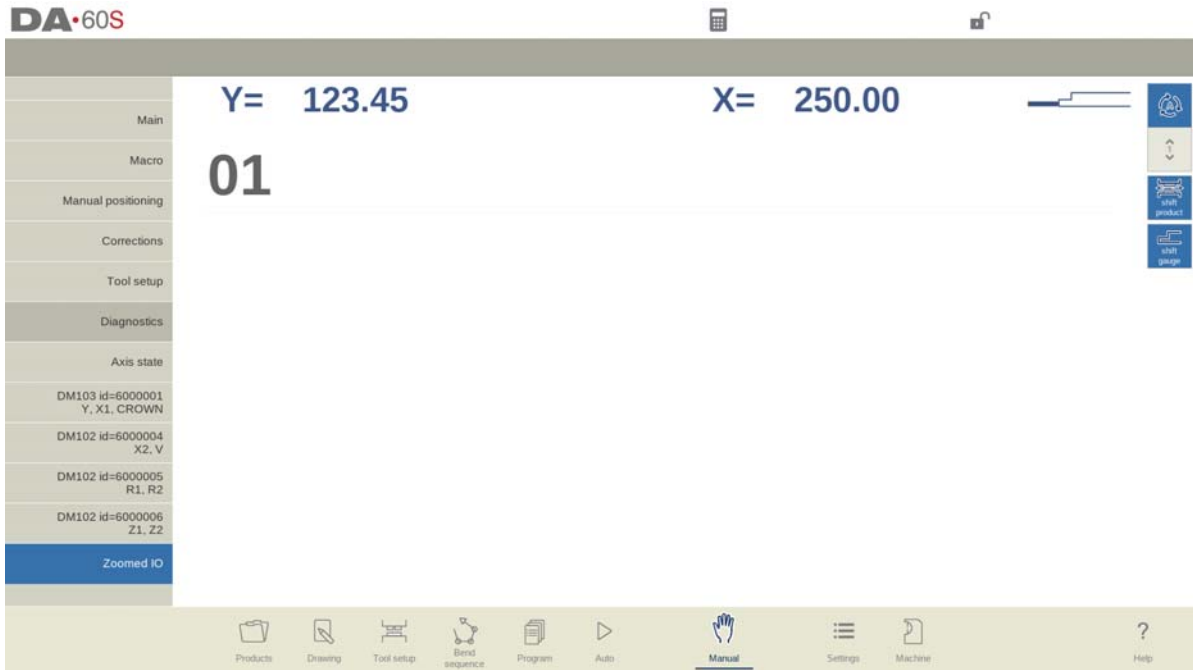 DA•60S
Y= 123.45 X= 250.00
01
Main
Macro
Manual positioning
Corrections
Tool setup
Diagnostics
Axis state
DM103 id=6000001
Y, X1, CROWN
DM102 id=6000004
X2, V
DM102 id=6000005
R1, R2
DM102 id=6000006
Z1, Z2
Zoomed IO
A
1
shift
product
shift
gauge
Products Drawing Tool setup Bend
sequence Program Auto Manual Settings Machine Help